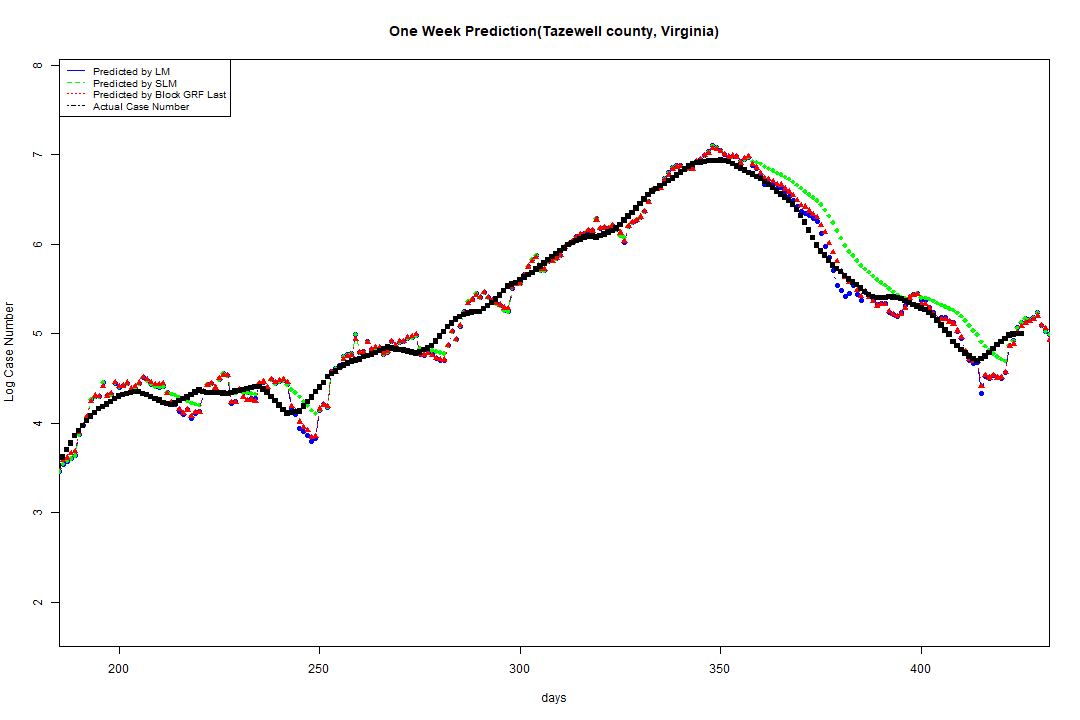 One Week Prediction(Tazewell county, Virginia)
Predicted by LM
Predicted by SLM
Predicted by Block GRF Last
Actual Case Number
8
7
6
5
4
3
2
Log Case Number
200 250 300 350 400
days